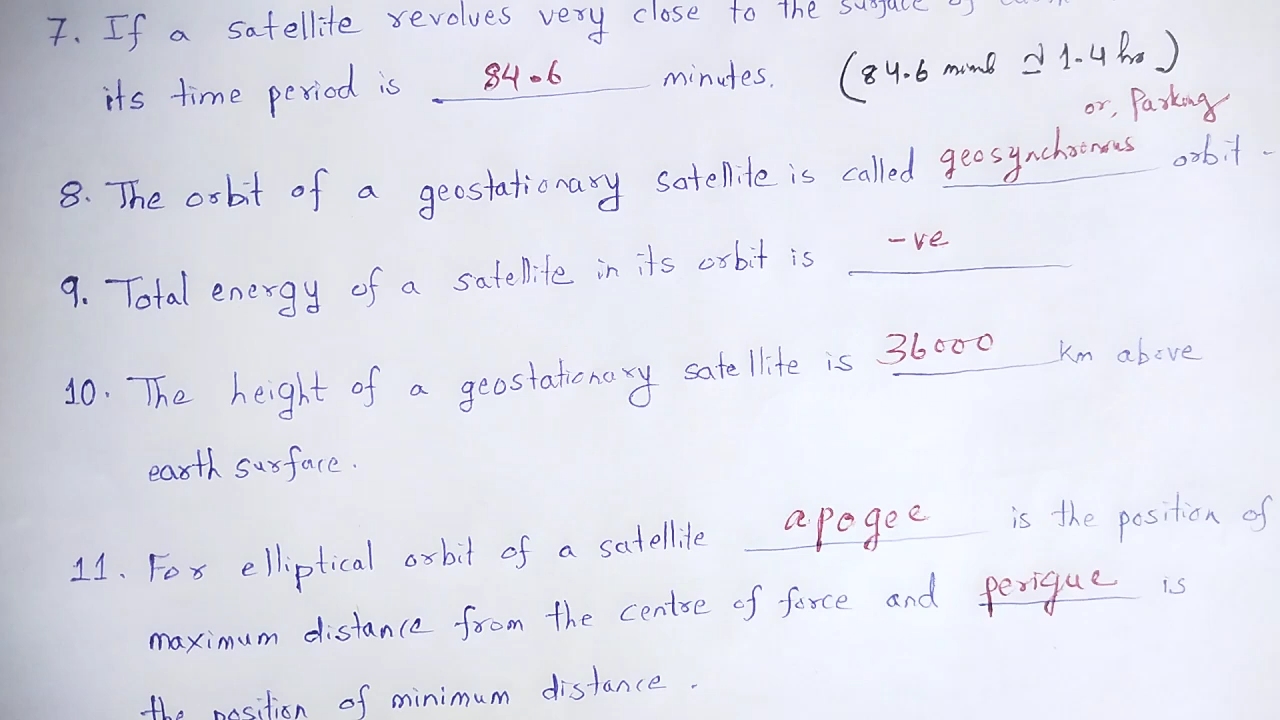 7. If a satellite revolves very close to the surface of
its time period is 84.6 minutes. (84.6 mins ≃ 1.4 hr)
or, Parking
8. The orbit of a geostationary satellite is called geosynchronous orbit -
9. Total energy of a satellite in its orbit is -ve
10. The height of a geostationary satellite is 36000 km above
earth surface.
11. For elliptical orbit of a satellite apogee is the position of
maximum distance from the centre of force and perigue is
the position of minimum distance.